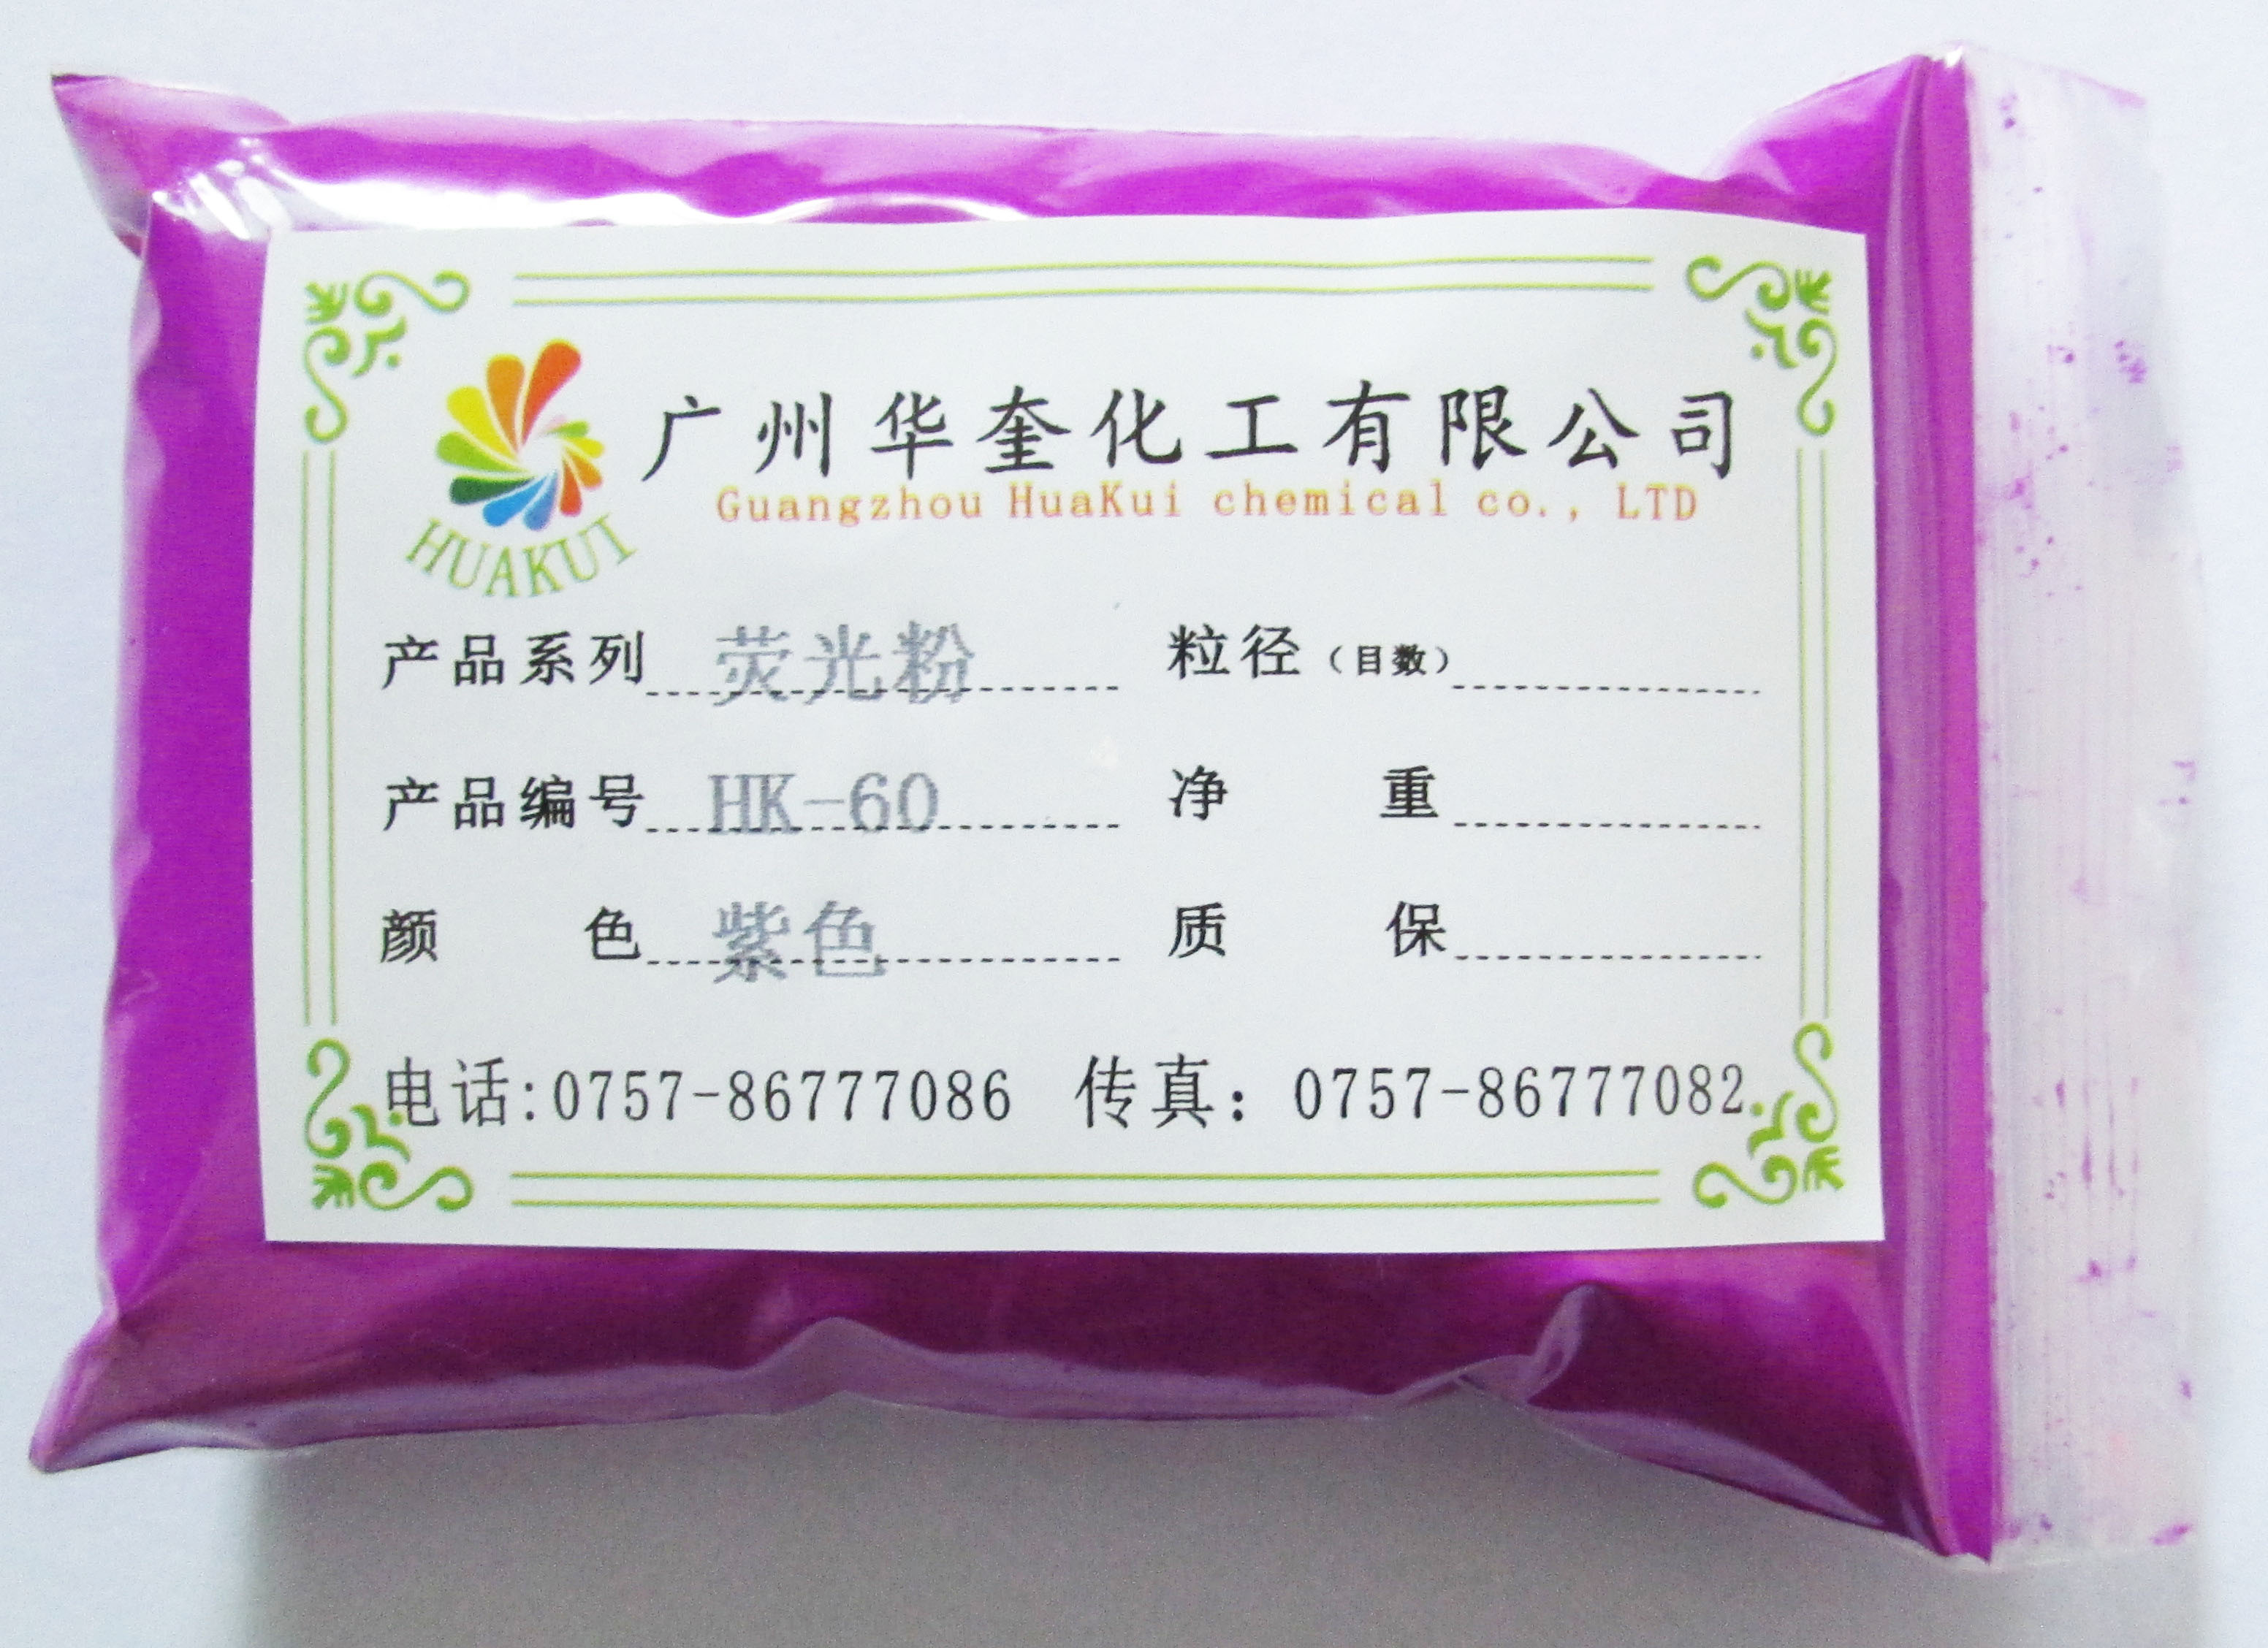 广州华奎化工有限公司
Guangzhou HuaKui chemical co., LTD
HUAKUI
产品系列 荧光粉 粒径（目数）
产品编号 HK-60 净 重
颜 色 紫色 质 保
电话:0757-86777086 传真：0757-86777082